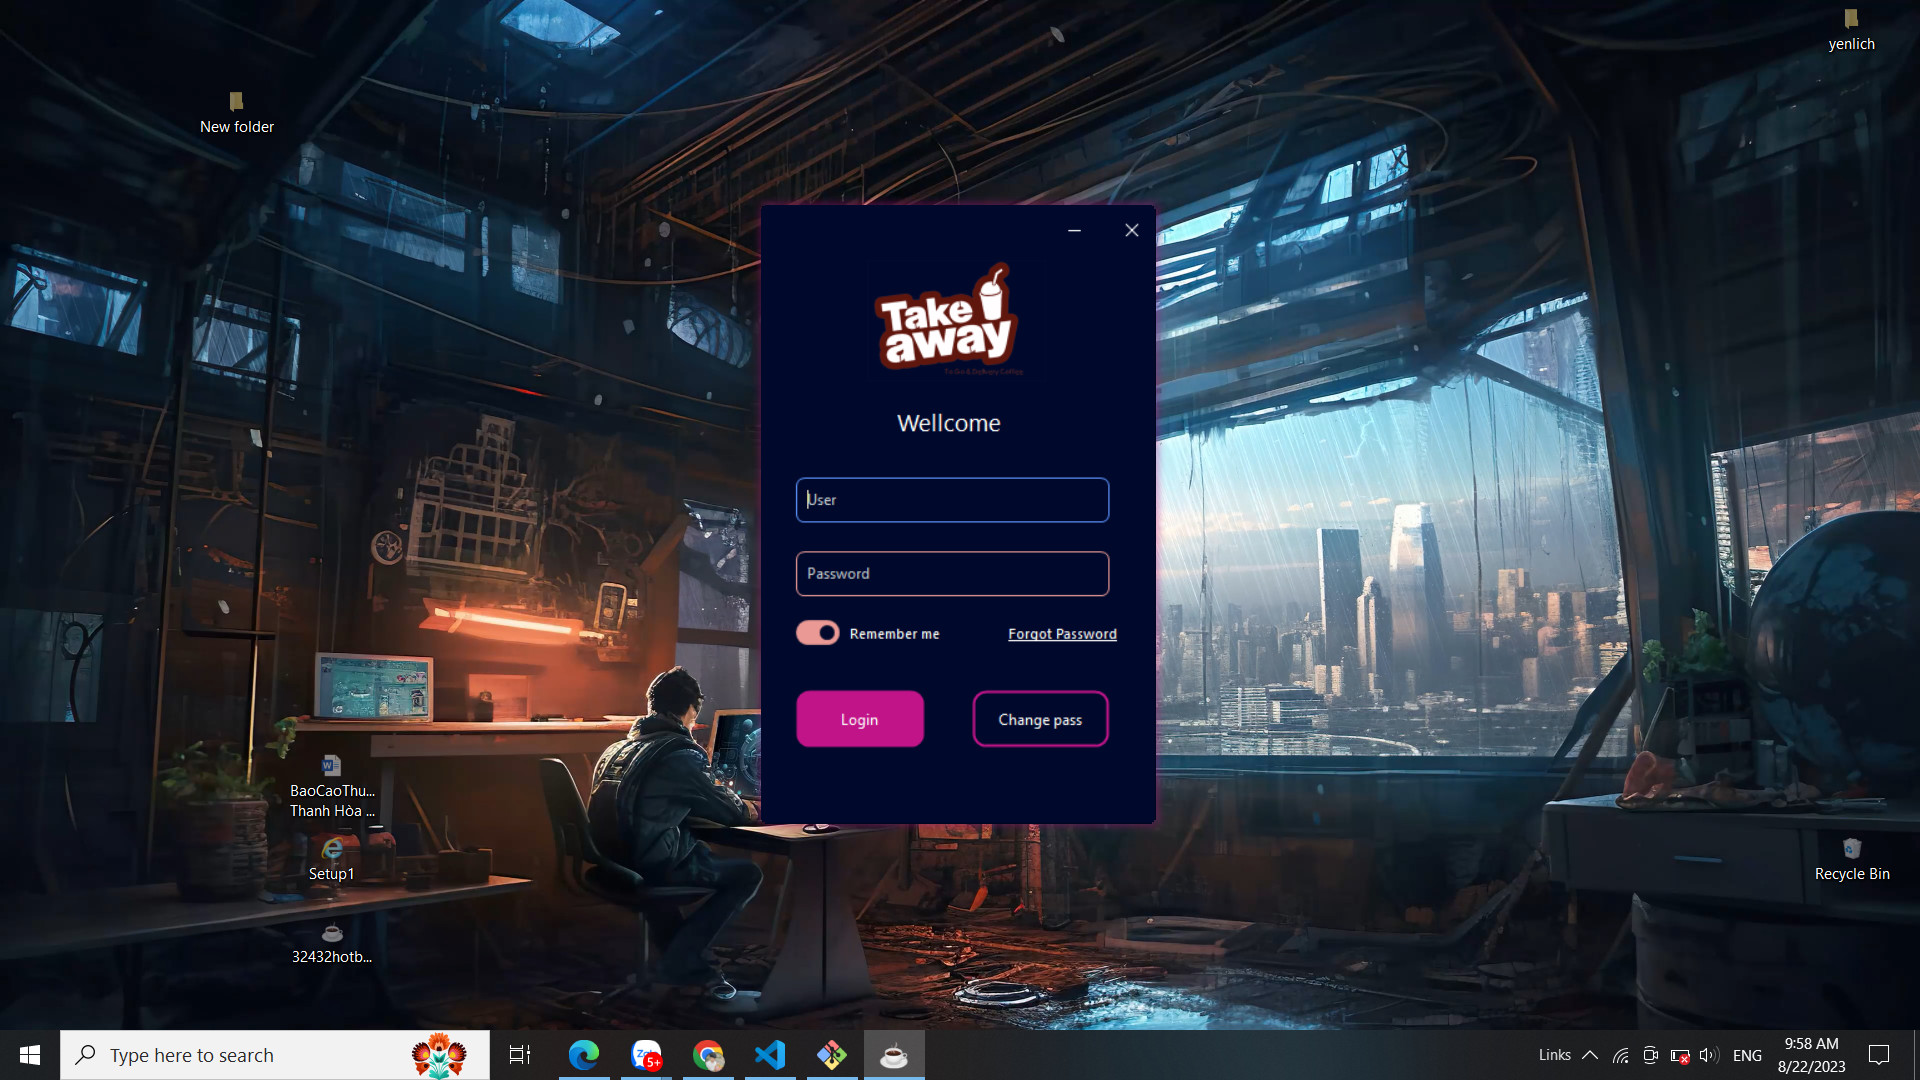 yenlich
New folder
Take
away
Wellcome
User
Password
Remember me
Forgot Password
Login
Change pass
BaoCaoThu...
Thanh Hòa ...
Setup1
Recycle Bin
32432hotb...
Type here to search
5+
Links
ENG
9:58 AM
8/22/2023